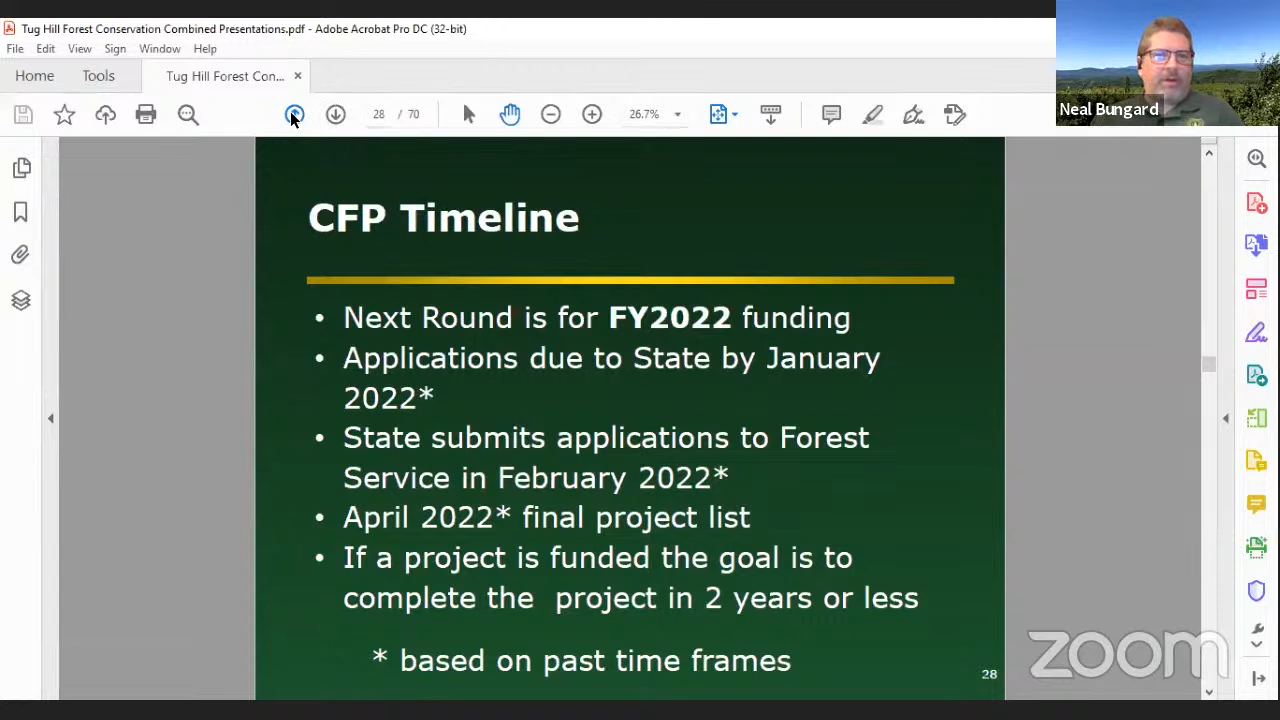 Tug Hill Forest Conservation Combined Presentations.pdf - Adobe Acrobat Pro DC (32-bit)
File Edit View Sign Window Help
Home Tools Tug Hill Forest Con... ×
28 / 70 26.7%
Neal Bungard
CFP Timeline
• Next Round is for FY2022 funding
• Applications due to State by January
2022*
• State submits applications to Forest
Service in February 2022*
• April 2022* final project list
• If a project is funded the goal is to
complete the project in 2 years or less
* based on past time frames
28
zoom